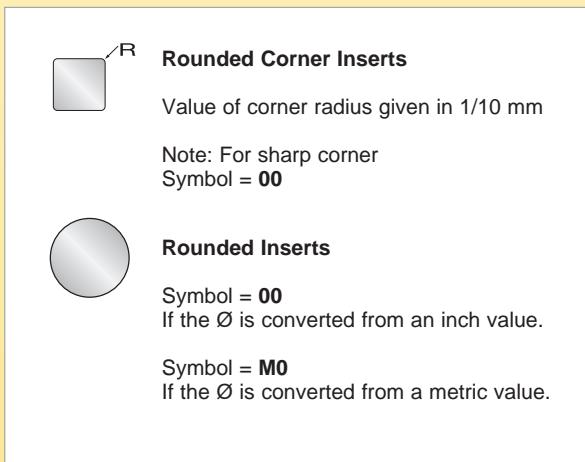 R
Rounded Corner Inserts
Value of corner radius given in 1/10 mm
Note: For sharp corner
Symbol = 00
Rounded Inserts
Symbol = 00
If the Ø is converted from an inch value.
Symbol = M0
If the Ø is converted from a metric value.